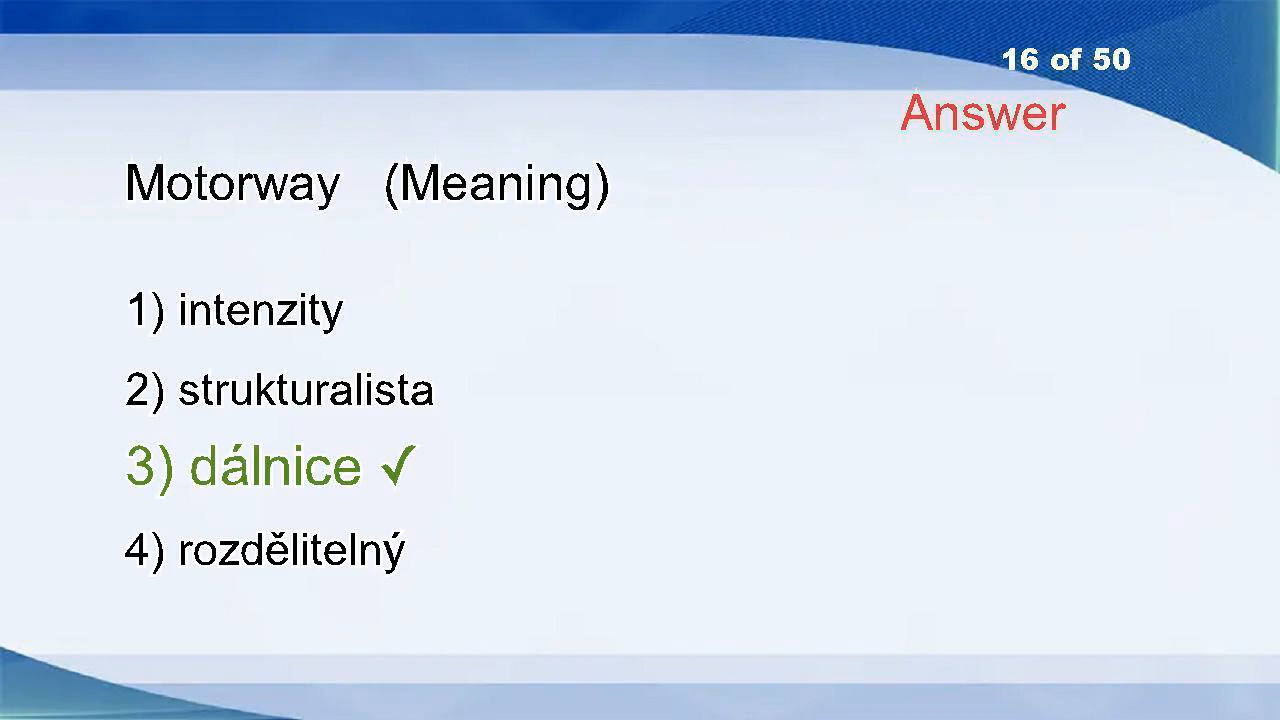 16 of 50
Answer
Motorway (Meaning)
1) intenzity
2) strukturalista
3) dálnice ✓
4) rozdělitelný